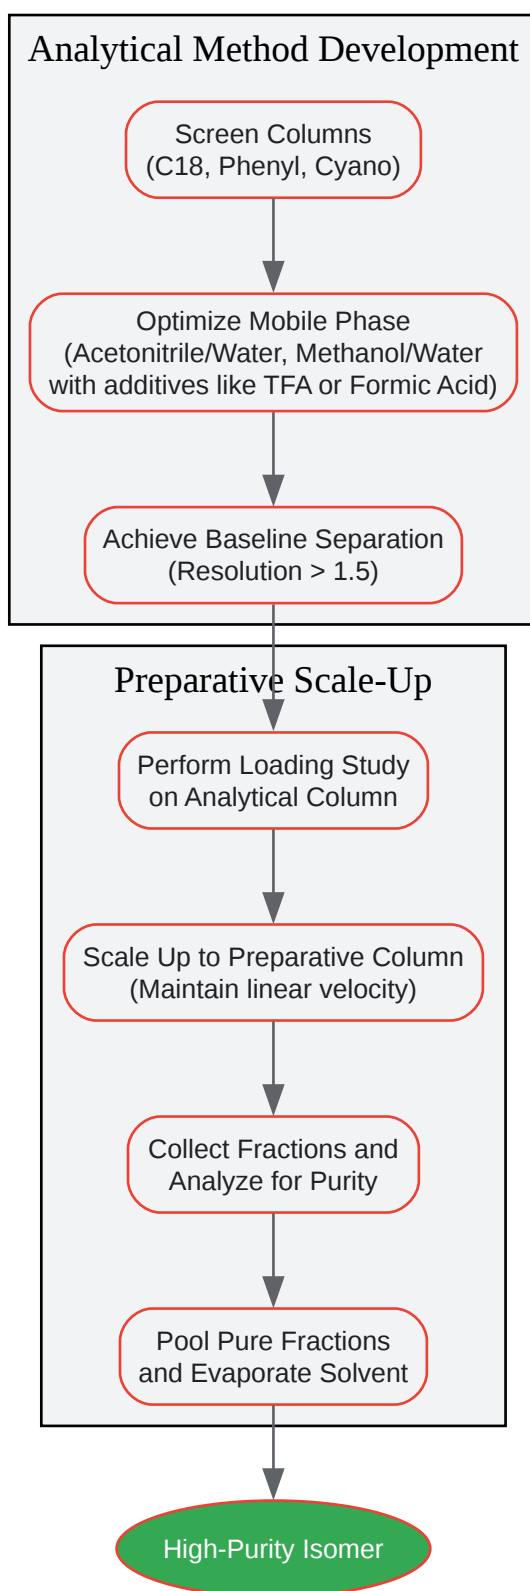 Analytical Method Development
Screen Columns
(C18, Phenyl, Cyano)
Optimize Mobile Phase
(Acetonitrile/Water, Methanol/Water
with additives like TFA or Formic Acid)
Achieve Baseline Separation
(Resolution > 1.5)
Preparative Scale-Up
Perform Loading Study
on Analytical Column
Scale Up to Preparative Column
(Maintain linear velocity)
Collect Fractions and
Analyze for Purity
Pool Pure Fractions
and Evaporate Solvent
High-Purity Isomer